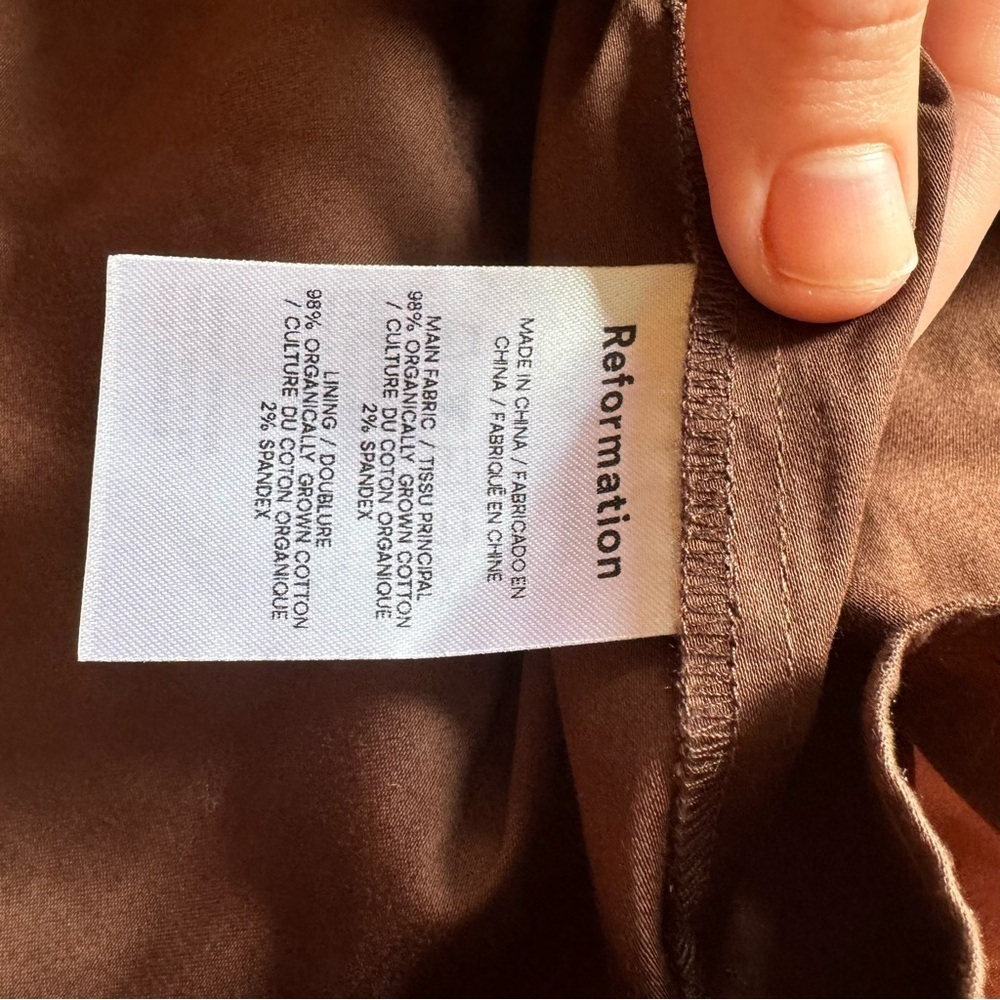 Reformation
MADE IN CHINA / FABRICADO EN
CHINA / FABRIQUÉ EN CHINE
MAIN FABRIC / TISSU PRINCIPAL
98% ORGANICALLY GROWN COTTON
/ CULTURE DU COTON ORGANIQUE
2% SPANDEX
LINING / DOUBLURE
98% ORGANICALLY GROWN COTTON
/ CULTURE DU COTON ORGANIQUE
2% SPANDEX